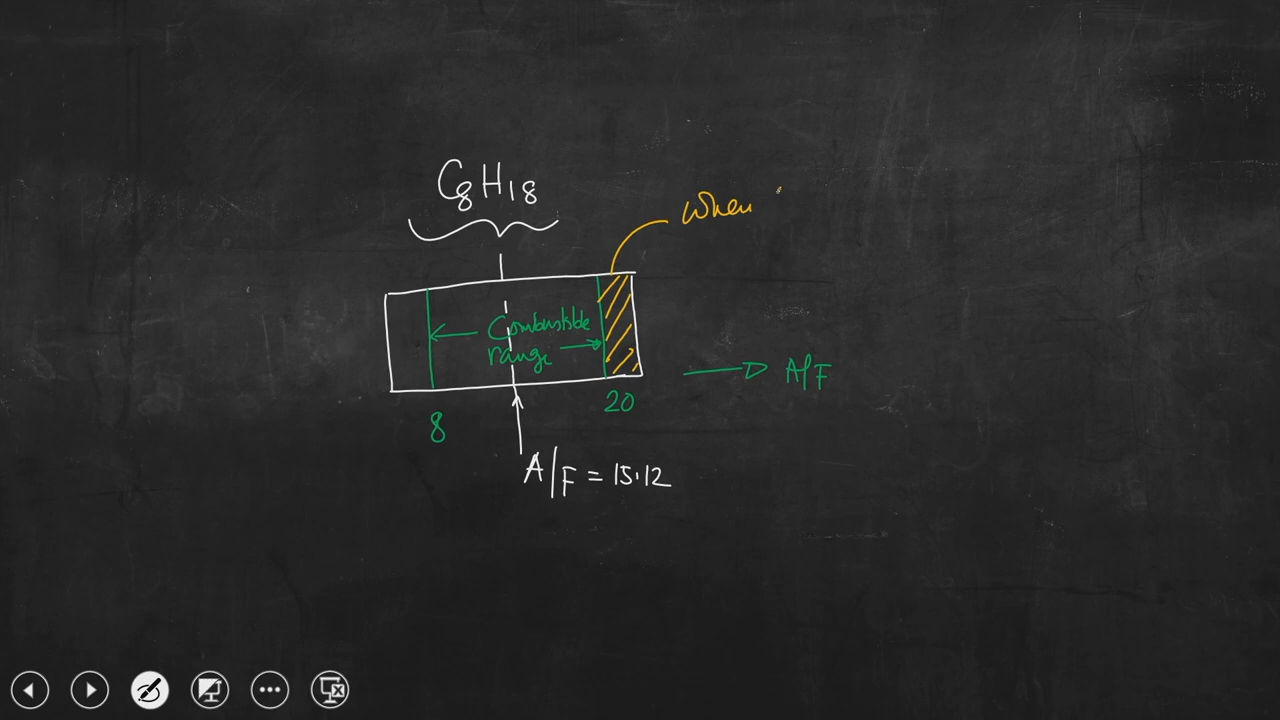 C8H18
When
Combustible
range
A/F
8
20
A/F = 15.12